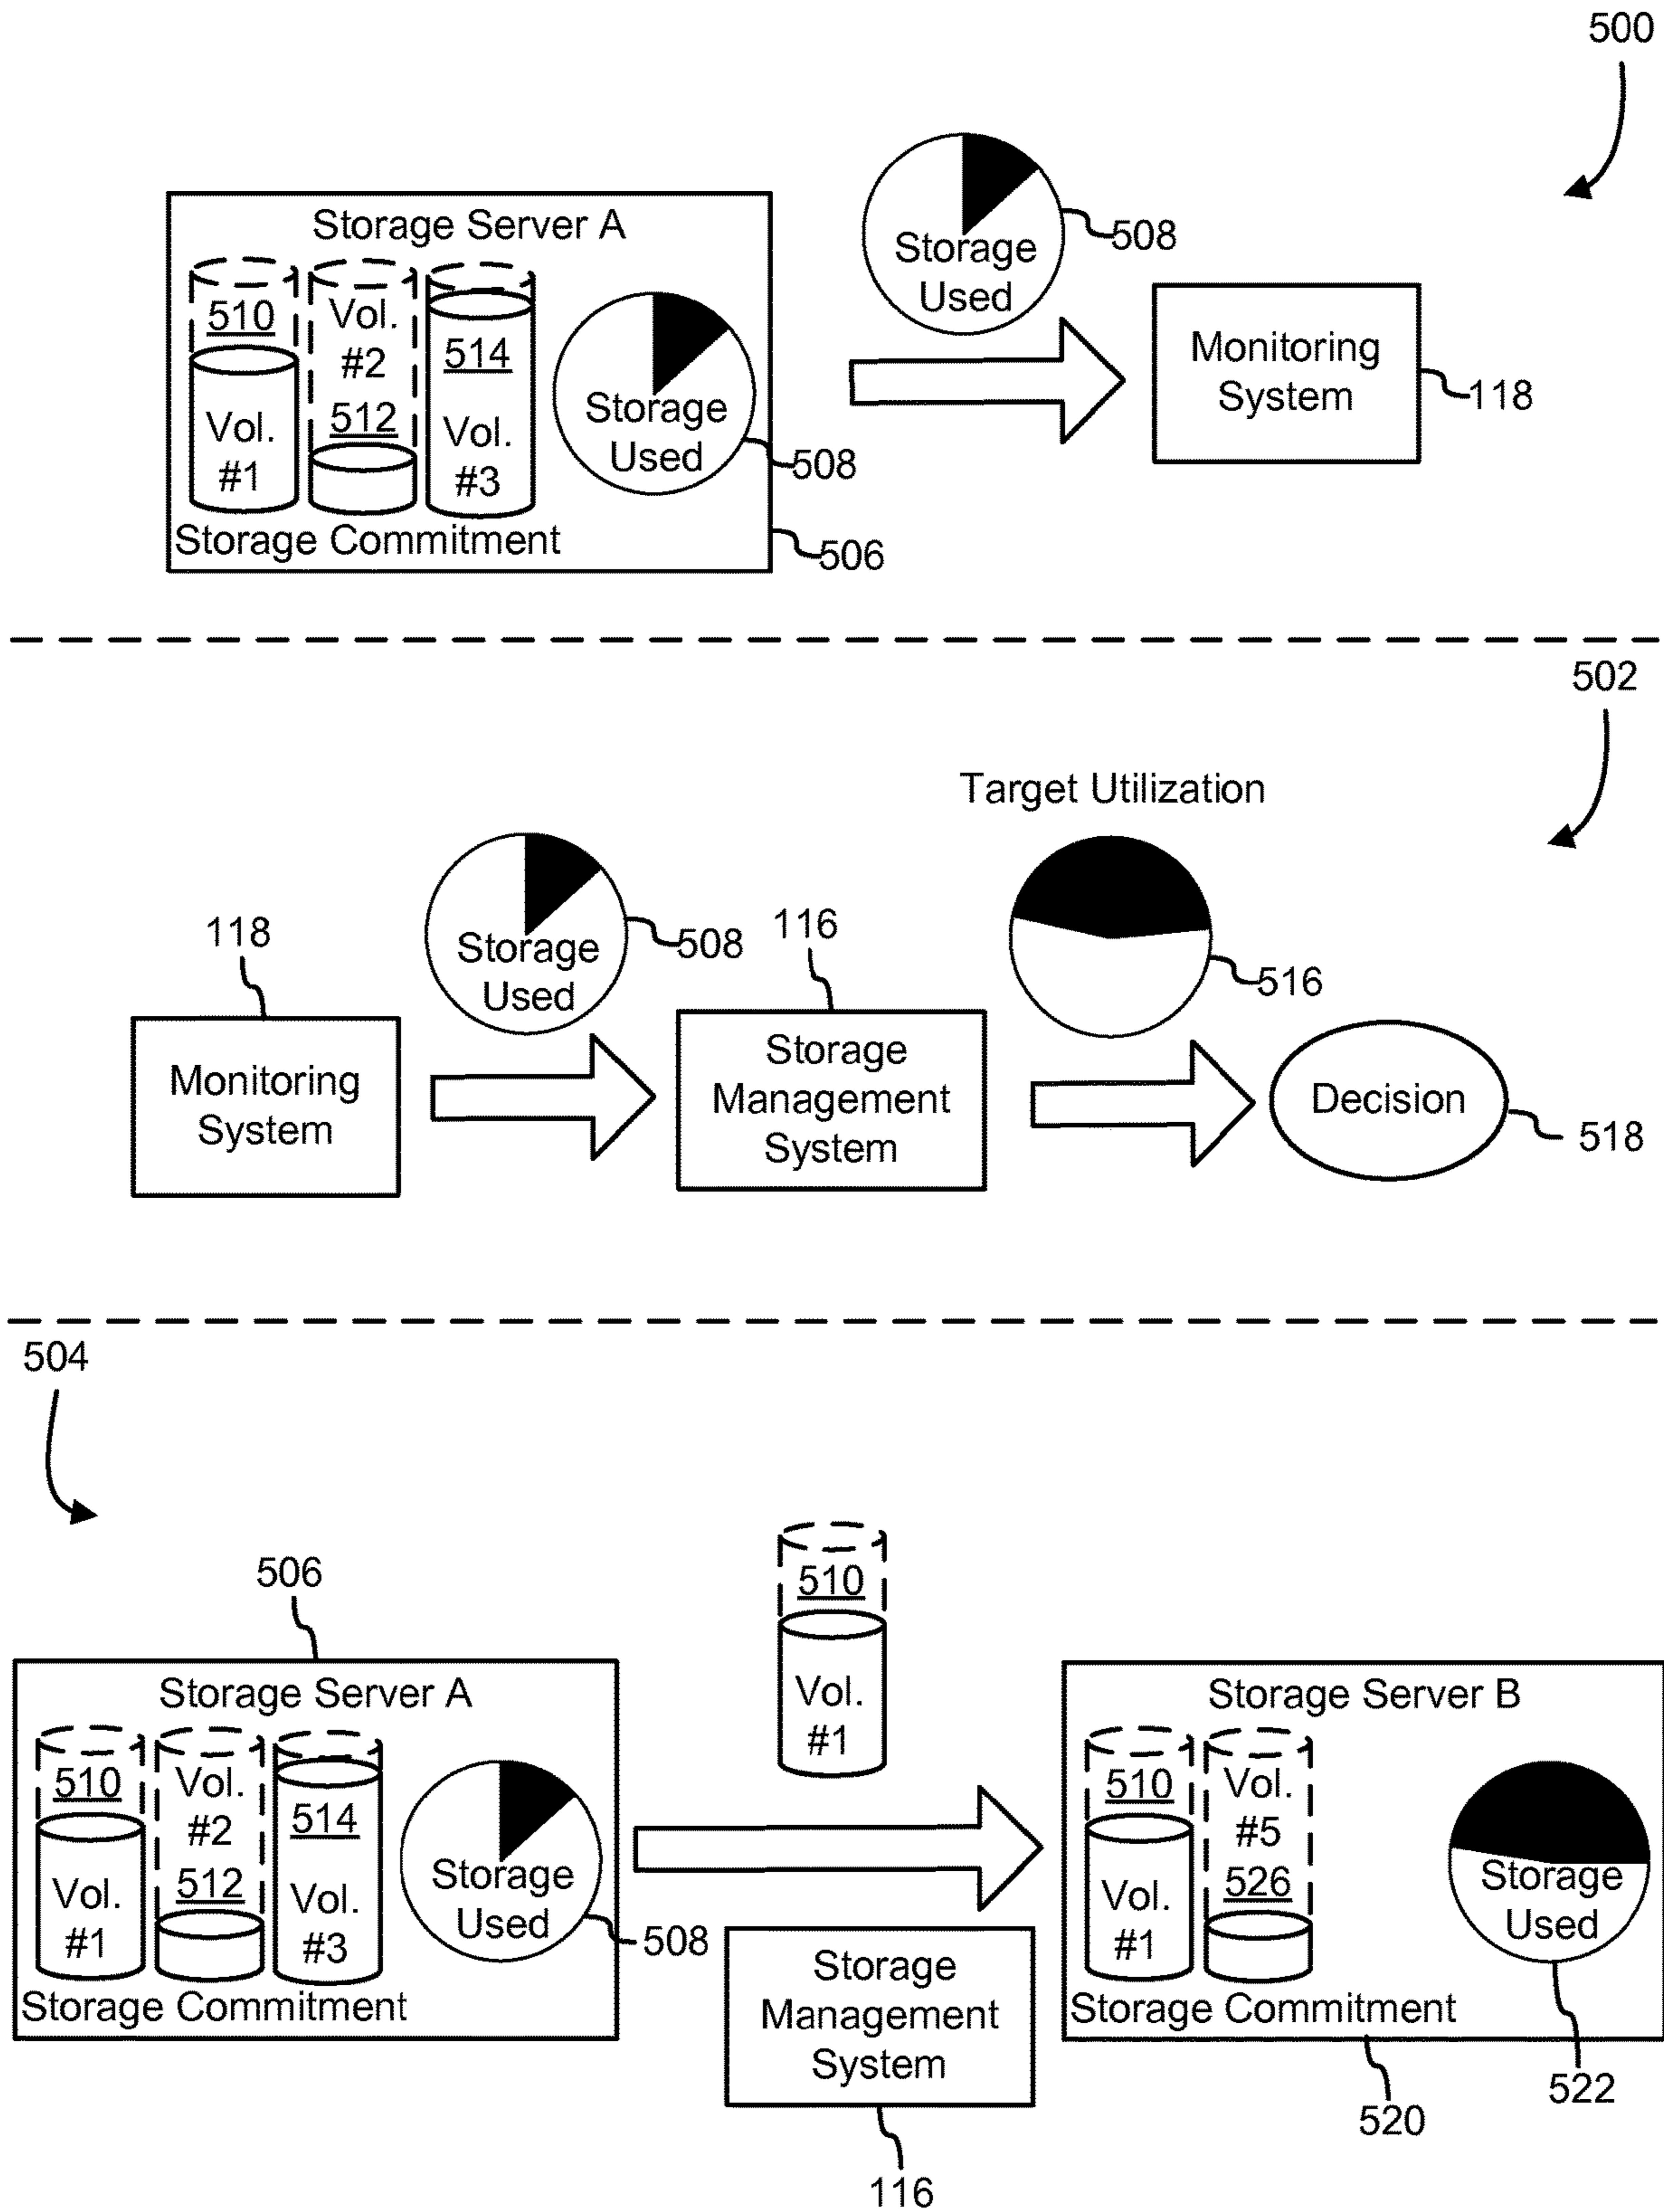 500
Storage Server A
510
Vol.
#1
Vol.
#2
512
514
Vol.
#3
Storage
Used
508
Storage Commitment
506
Storage
Used
508
Monitoring
System
118
502
Target Utilization
118
Monitoring
System
Storage
Used
508
116
Storage
Management
System
516
Decision
518
504
506
Storage Server A
510
Vol.
#1
Vol.
#2
512
514
Vol.
#3
Storage
Used
508
Storage Commitment
510
Vol.
#1
Storage
Management
System
116
Storage Server B
510
Vol.
#1
Vol.
#5
526
Storage
Used
Storage Commitment
522
520